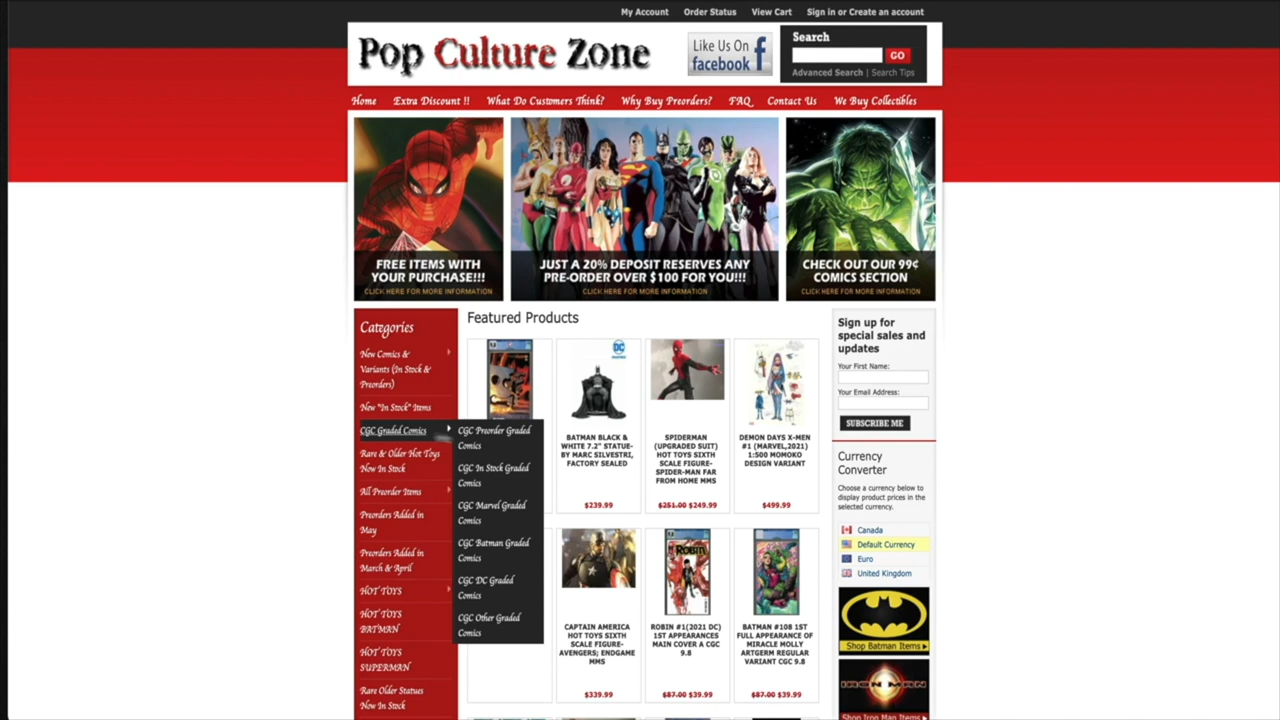 My Account Order Status View Cart Sign in or Create an account
Pop Culture Zone
Like Us On
facebook
Search
GO
Advanced Search | Search Tips
Home Extra Discount !! What Do Customers Think? Why Buy Preorders? FAQ Contact Us We Buy Collectibles
FREE ITEMS WITH
YOUR PURCHASE!!!
CLICK HERE FOR MORE INFORMATION
JUST A 20% DEPOSIT RESERVES ANY
PRE-ORDER OVER $100 FOR YOU!!!
CLICK HERE FOR MORE INFORMATION
CHECK OUT OUR 99¢
COMICS SECTION
CLICK HERE FOR MORE INFORMATION
Categories
New Comics &
Variants (In Stock &
Preorders)
New "In Stock" Items
CGC Graded Comics
Rare & Older Hot Toys
Now In Stock
All Preorder Items
Preorders Added in
May
Preorders Added in
March & April
HOT TOYS
HOT TOYS
BATMAN
HOT TOYS
SUPERMAN
Rare Older Statues
Now In Stock
CGC Preorder Graded
Comics
CGC In Stock Graded
Comics
CGC Marvel Graded
Comics
CGC Batman Graded
Comics
CGC DC Graded
Comics
CGC Other Graded
Comics
Featured Products
DC
BATMAN BLACK &
WHITE 7.2" STATUE-
BY MARC SILVESTRI,
FACTORY SEALED
$239.99
SPIDERMAN
(UPGRADED SUIT)
HOT TOYS SIXTH
SCALE FIGURE-
SPIDER-MAN FAR
FROM HOME MMS
$251.00 $249.99
DEMON DAYS X-MEN
#1 (MARVEL,2021)
1:500 MOMOKO
DESIGN VARIANT
$499.99
CAPTAIN AMERICA
HOT TOYS SIXTH
SCALE FIGURE-
AVENGERS; ENDGAME
MMS
$339.99
ROBIN
ROBIN #1(2021 DC)
1ST APPEARANCES
MAIN COVER A CGC
9.8
$87.00 $39.99
BATMAN #108 1ST
FULL APPEARANCE OF
MIRACLE MOLLY
ARTGERM REGULAR
VARIANT CGC 9.8
$87.00 $39.99
Sign up for
special sales and
updates
Your First Name:
Your Email Address:
SUBSCRIBE ME
Currency
Converter
Choose a currency below to
display product prices in the
selected currency.
Canada
Default Currency
Euro
United Kingdom
Shop Batman Items
IRON MAN
Shop Iron Man Items